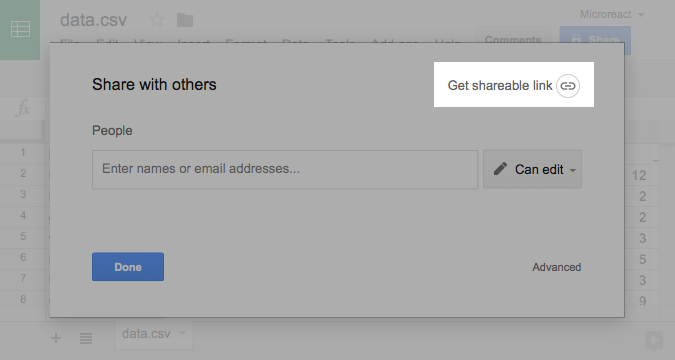 data.csv
Microreact
File Edit View Insert Format Data Tools Add-ons Help
Comments
Share
Share with others
Get shareable link
fx
People
Enter names or email addresses...
Can edit
1
2
12
3
2
4
2
5
3
6
5
7
3
8
9
Done
Advanced
data.csv